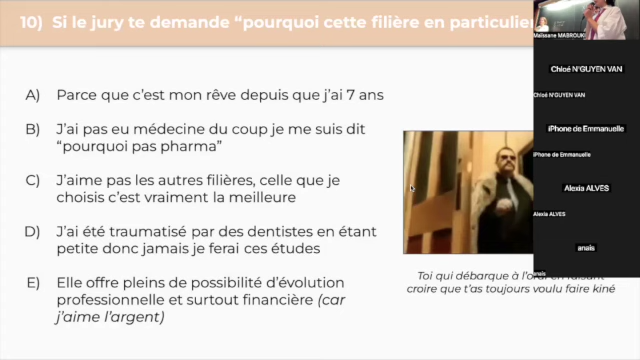 10) Si le jury te demande “pourquoi cette filière en particulier
A) Parce que c’est mon rêve depuis que j’ai 7 ans
B) J’ai pas eu médecine du coup je me suis dit
“pourquoi pas pharma”
C) J’aime pas les autres filières, celle que je
choisis c’est vraiment la meilleure
D) J’ai été traumatisé par des dentistes en étant
petite donc jamais je ferai ces études
E) Elle offre pleins de possibilité d’évolution
professionnelle et surtout financière (car
j’aime l’argent)
Toi qui débarque à l’oral en faisant
croire que t’as toujours voulu faire kiné
Maïssane MABROUKI
Chloé N'GUYEN VAN
Chloé N'GUYEN VAN
iPhone de Emmanuelle
iPhone de Emmanuelle
Alexia ALVES
Alexia ALVES
anaïs
anaïs